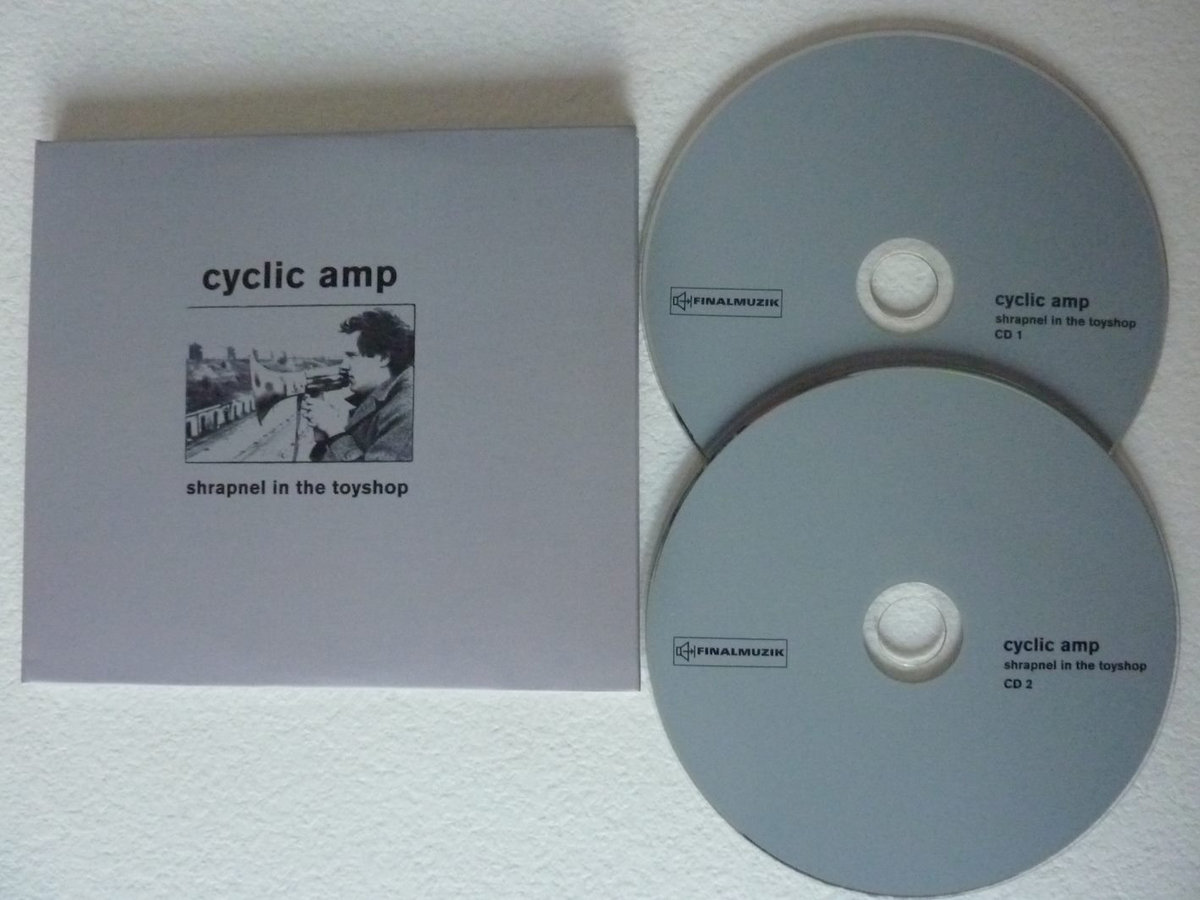 cyclic amp
shrapnel in the toyshop
FINALMUZIK
cyclic amp
shrapnel in the toyshop
CD 1
FINALMUZIK
cyclic amp
shrapnel in the toyshop
CD 2